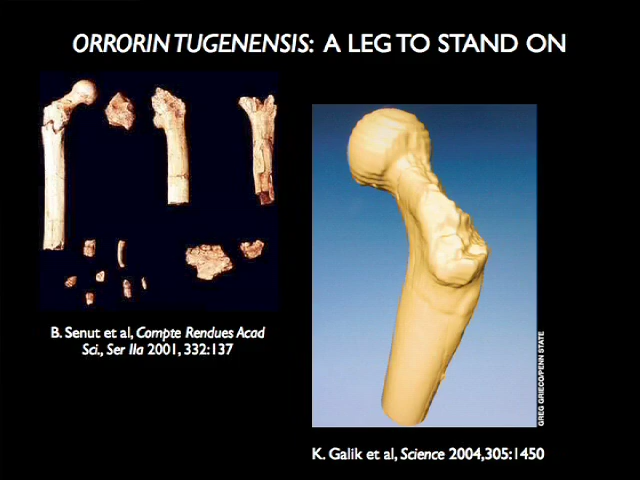 ORRORIN TUGENENSIS: A LEG TO STAND ON
B. Senut et al, Compte Rendues Acad
Sci., Ser IIa 2001, 332:137
GREG GRIECO/PENN STATE
K. Galik et al, Science 2004,305:1450